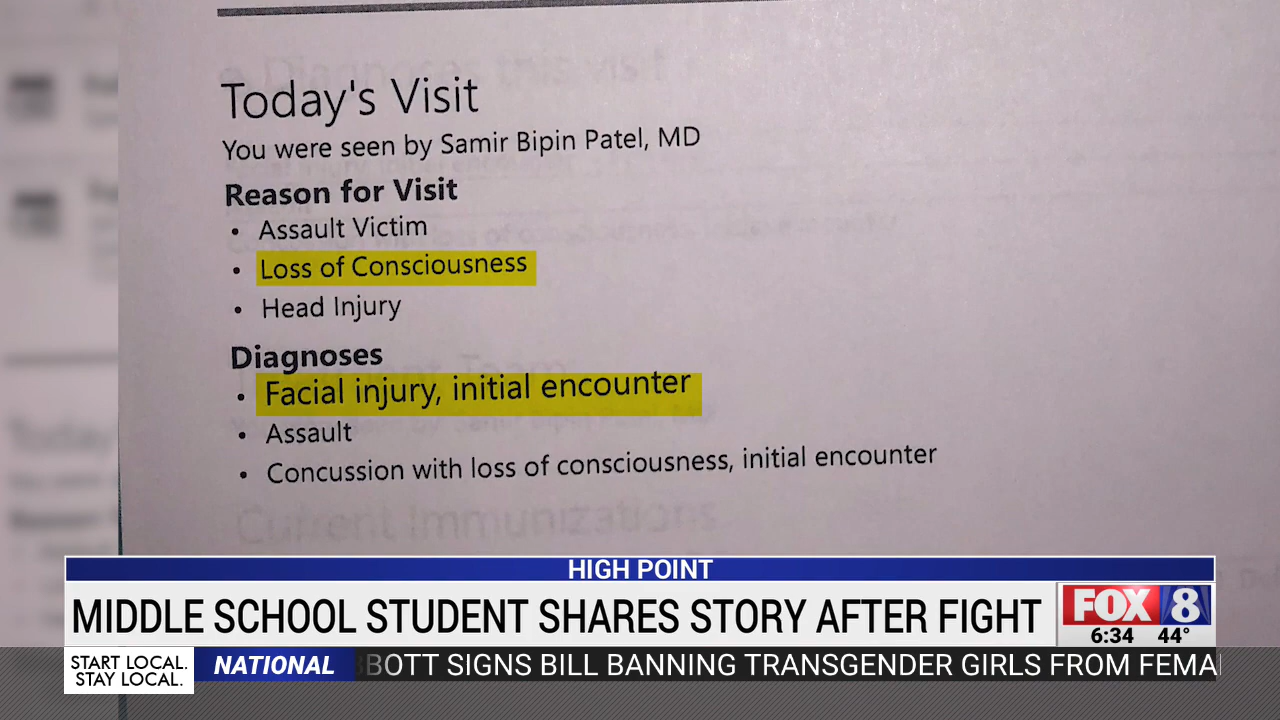 Today's Visit
You were seen by Samir Bipin Patel, MD
Reason for Visit
• Assault Victim
• Loss of Consciousness
• Head Injury
Diagnoses
• Facial injury, initial encounter
• Assault
• Concussion with loss of consciousness, initial encounter
Current Immunizations
HIGH POINT
MIDDLE SCHOOL STUDENT SHARES STORY AFTER FIGHT
FOX 8
6:34 44°
START LOCAL.
STAY LOCAL.
NATIONAL
BOTT SIGNS BILL BANNING TRANSGENDER GIRLS FROM FEMA